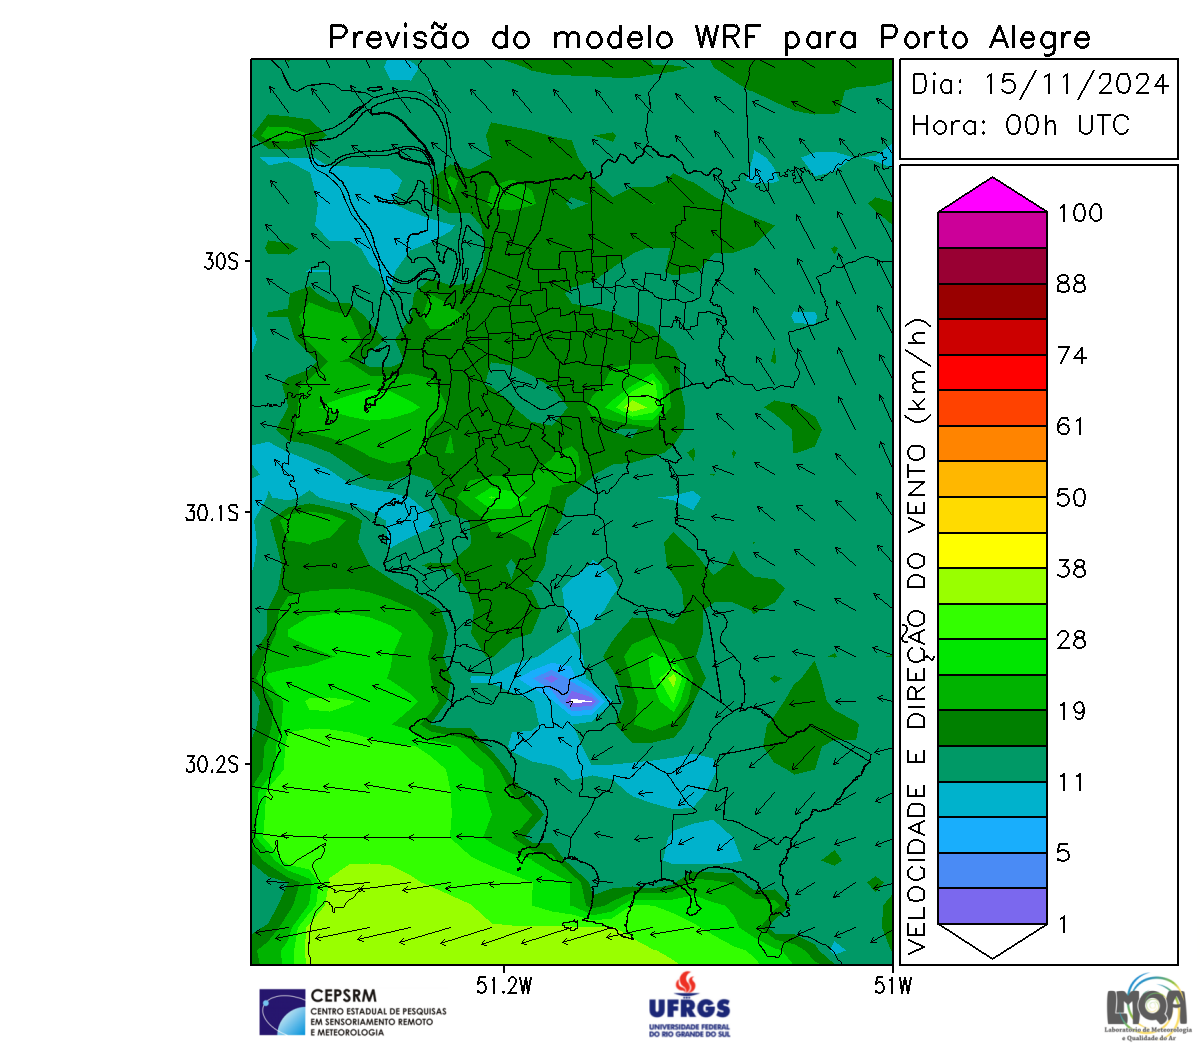 Previsão do modelo WRF para Porto Alegre
Dia: 15/11/2024
Hora: 00h UTC
30S
30.1S
30.2S
51.2W
51W
VELOCIDADE E DIREÇÃO DO VENTO (km/h)
100
88
74
61
50
38
28
19
11
5
1
CEPSRM
CENTRO ESTADUAL DE PESQUISAS
EM SENSORIAMENTO REMOTO
E METEOROLOGIA
UFRGS
UNIVERSIDADE FEDERAL
DO RIO GRANDE DO SUL
LMQA
Laboratório de Meteorologia
e Qualidade do Ar